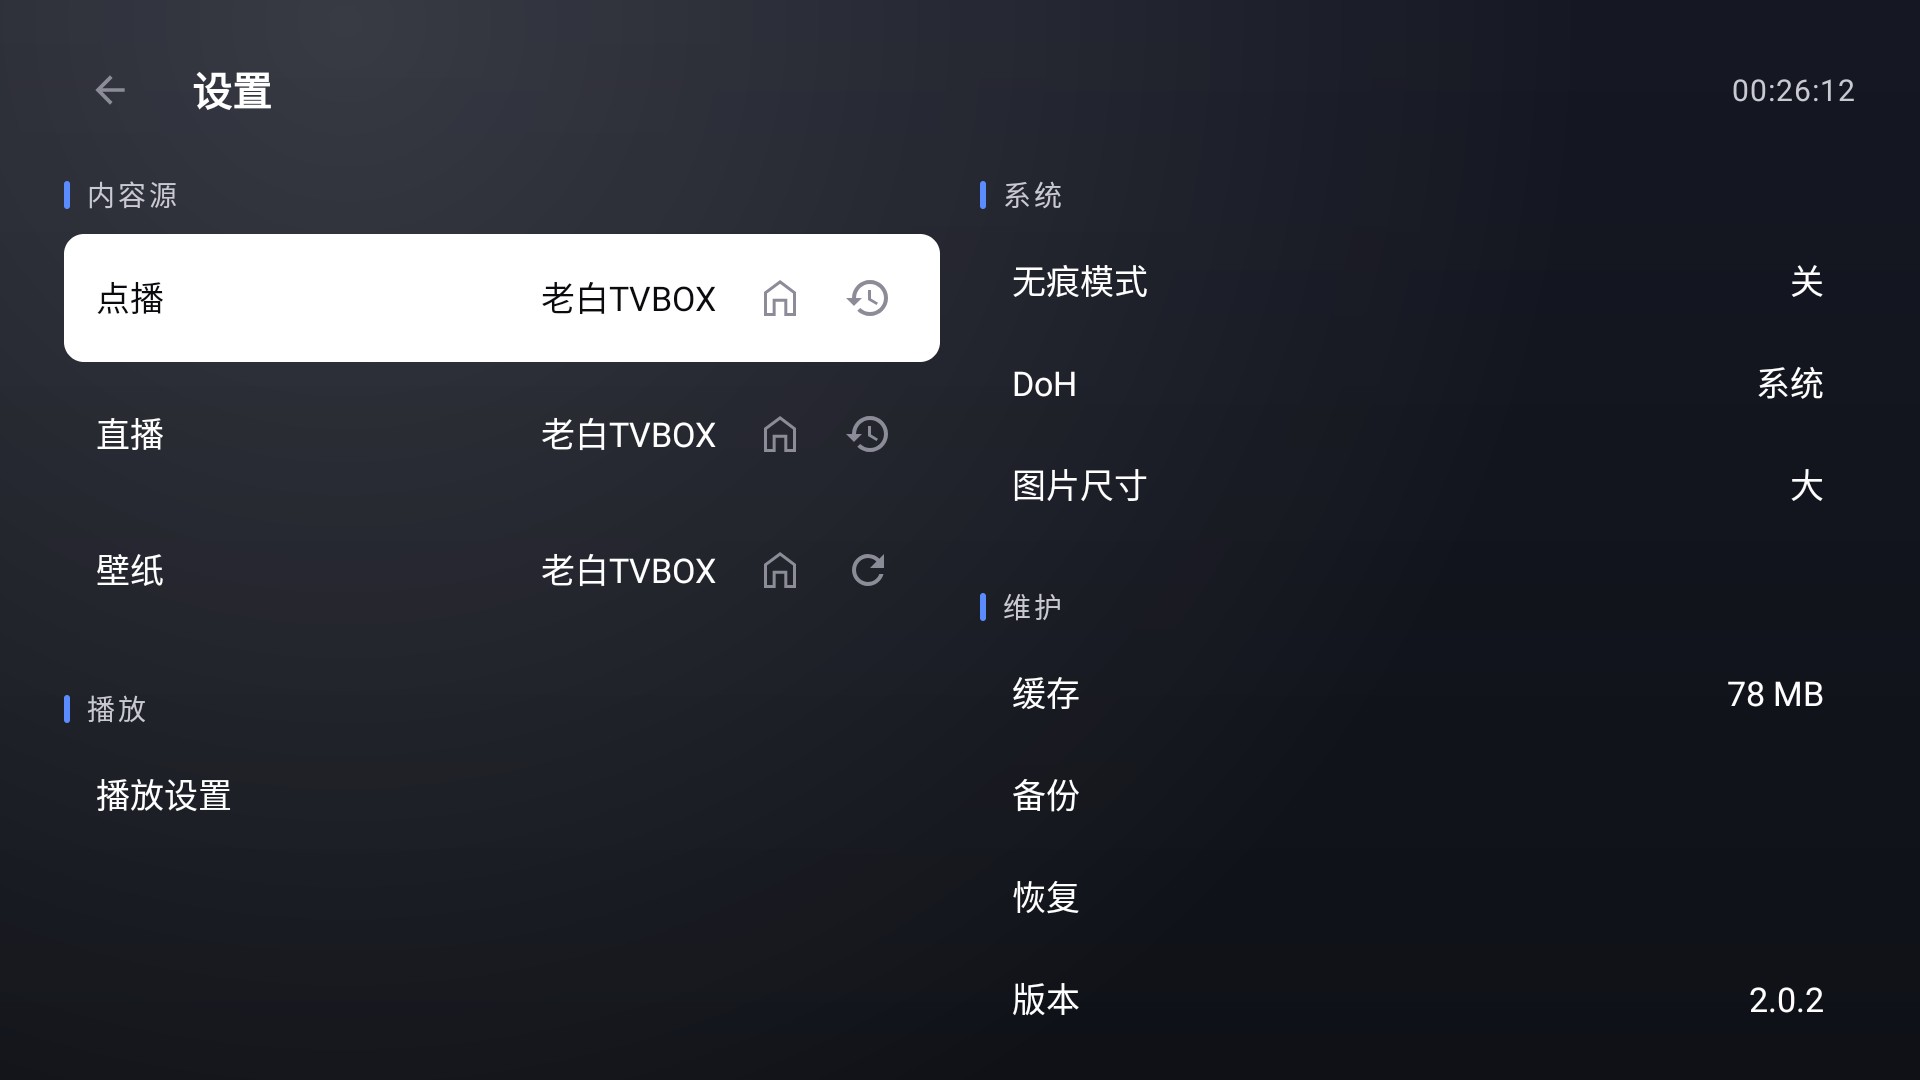 设置
00:26:12
内容源
点播 老白TVBOX
直播 老白TVBOX
壁纸 老白TVBOX
播放
播放设置
系统
无痕模式 关
DoH 系统
图片尺寸 大
维护
缓存 78 MB
备份
恢复
版本 2.0.2